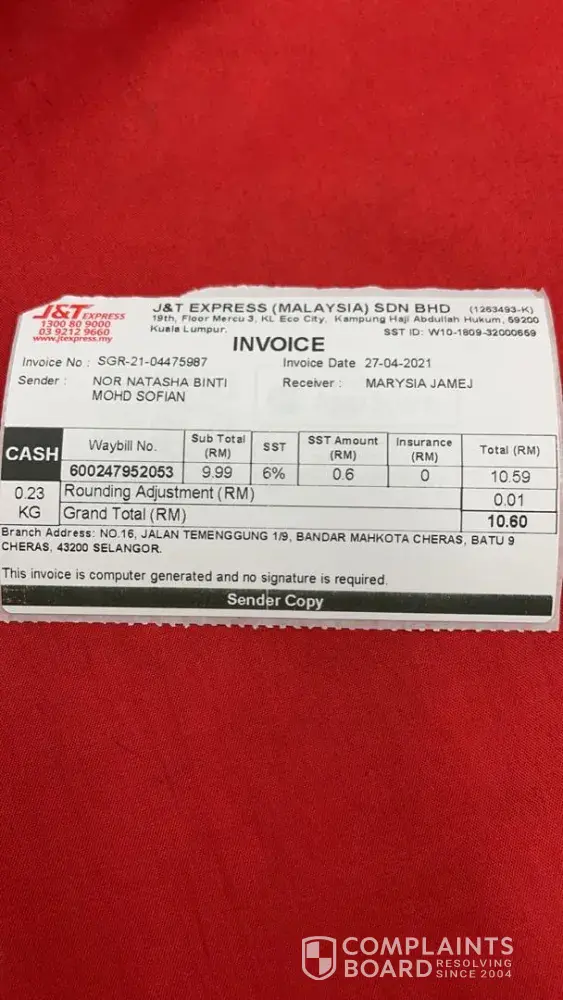 J&T EXPRESS
1300 80 9000
03 9212 9660
www.jtexpress.my
J&T EXPRESS (MALAYSIA) SDN BHD (1263493-K)
19th, Floor Mercu 3, KL Eco City, Kampung Haji Abdullah Hukum, 59200
Kuala Lumpur.
SST ID: W10-1809-32000659
INVOICE
Invoice No : SGR-21-04475987
Invoice Date 27-04-2021
Sender : NOR NATASHA BINTI
MOHD SOFIAN
Receiver : MARYSIA JAMEJ
CASH Waybill No. Sub Total (RM) SST SST Amount (RM) Insurance (RM) Total (RM)
600247952053 9.99 6% 0.6 0 10.59
0.23 KG
Rounding Adjustment (RM) 0.01
Grand Total (RM) 10.60
Branch Address: NO.16, JALAN TEMENGGUNG 1/9, BANDAR MAHKOTA CHERAS, BATU 9
CHERAS, 43200 SELANGOR.
This invoice is computer generated and no signature is required.
Sender Copy
COMPLAINTS
BOARD RESOLVING
SINCE 2004